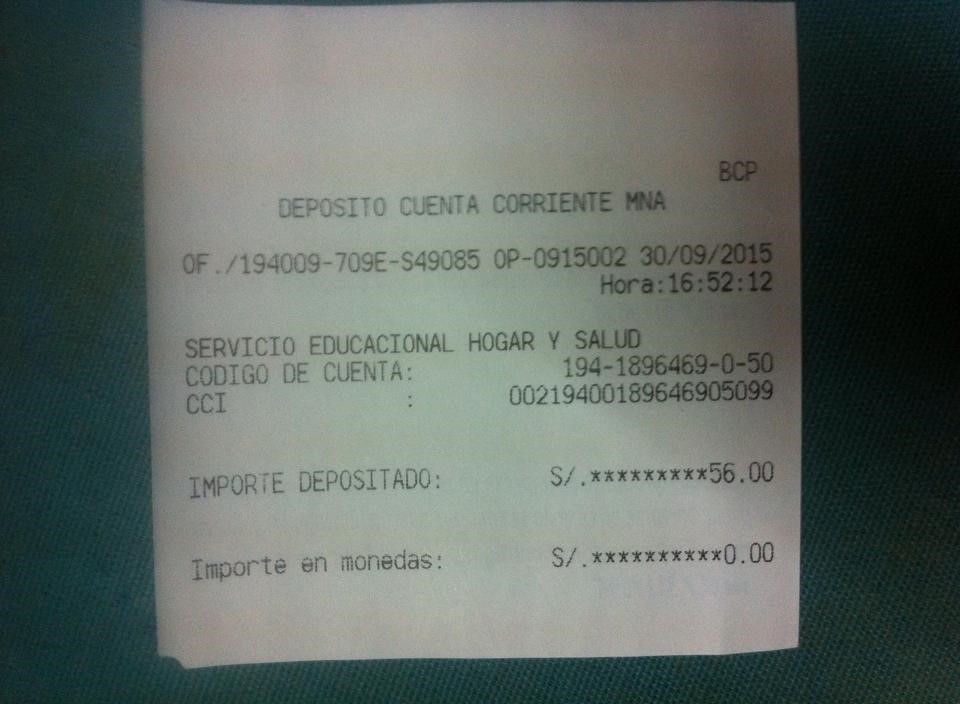 BCP
DEPOSITO CUENTA CORRIENTE MNA
OF./194009-709E-S49085 OP-0915002 30/09/2015
Hora:16:52:12
SERVICIO EDUCACIONAL HOGAR Y SALUD
CODIGO DE CUENTA: 194-1896469-0-50
CCI : 00219400189646905099
IMPORTE DEPOSITADO: S/.*********56.00
Importe en monedas: S/.**********0.00